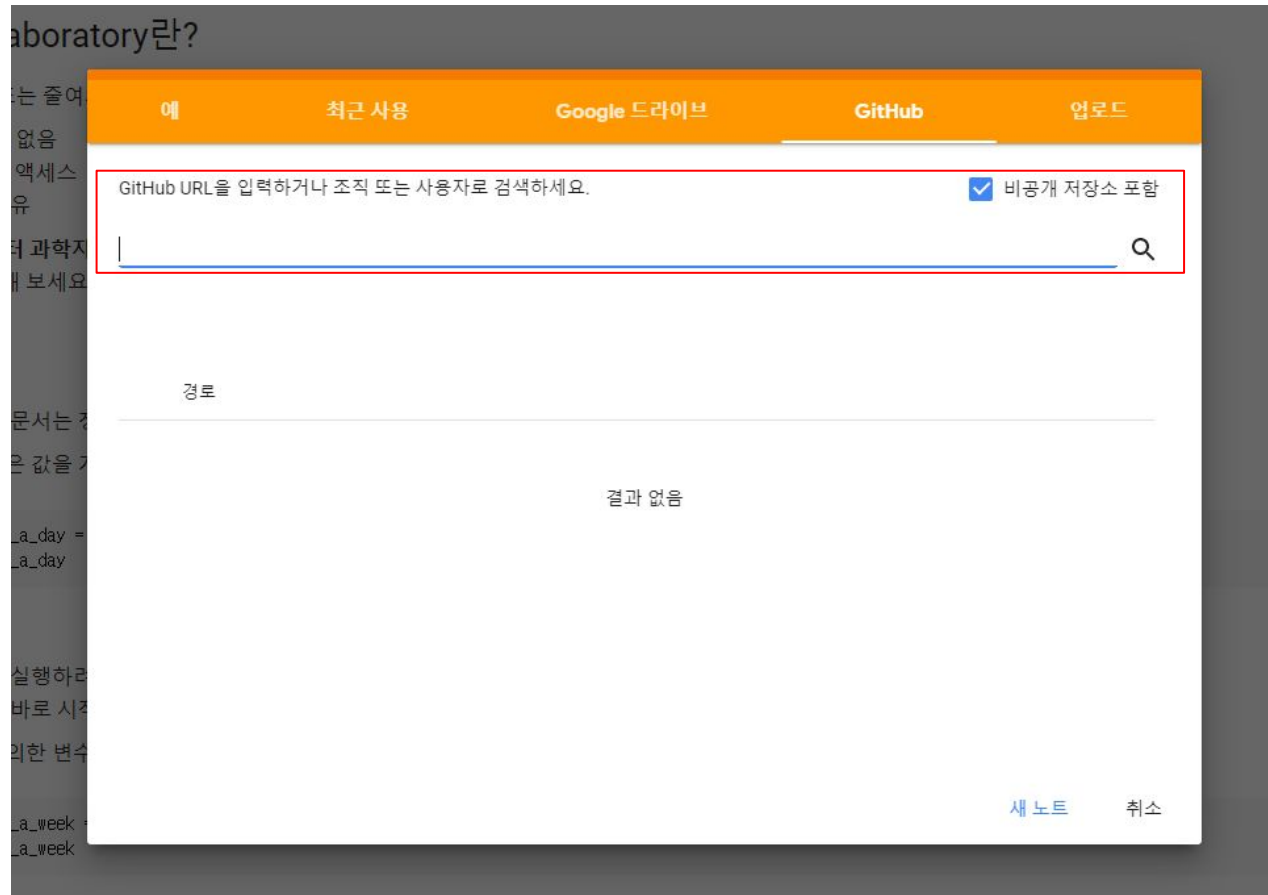 aboratory란?
는 줄여
예
최근 사용
Google 드라이브
GitHub
업로드
없음
액세스
유
GitHub URL을 입력하거나 조직 또는 사용자로 검색하세요.
비공개 저장소 포함
터 과학자
보세요
경로
문서는
은 값을
결과 없음
_a_day =
_a_day
실행하려
바로 시작
의한 변수
새 노트
취소
_a_week =
_a_week